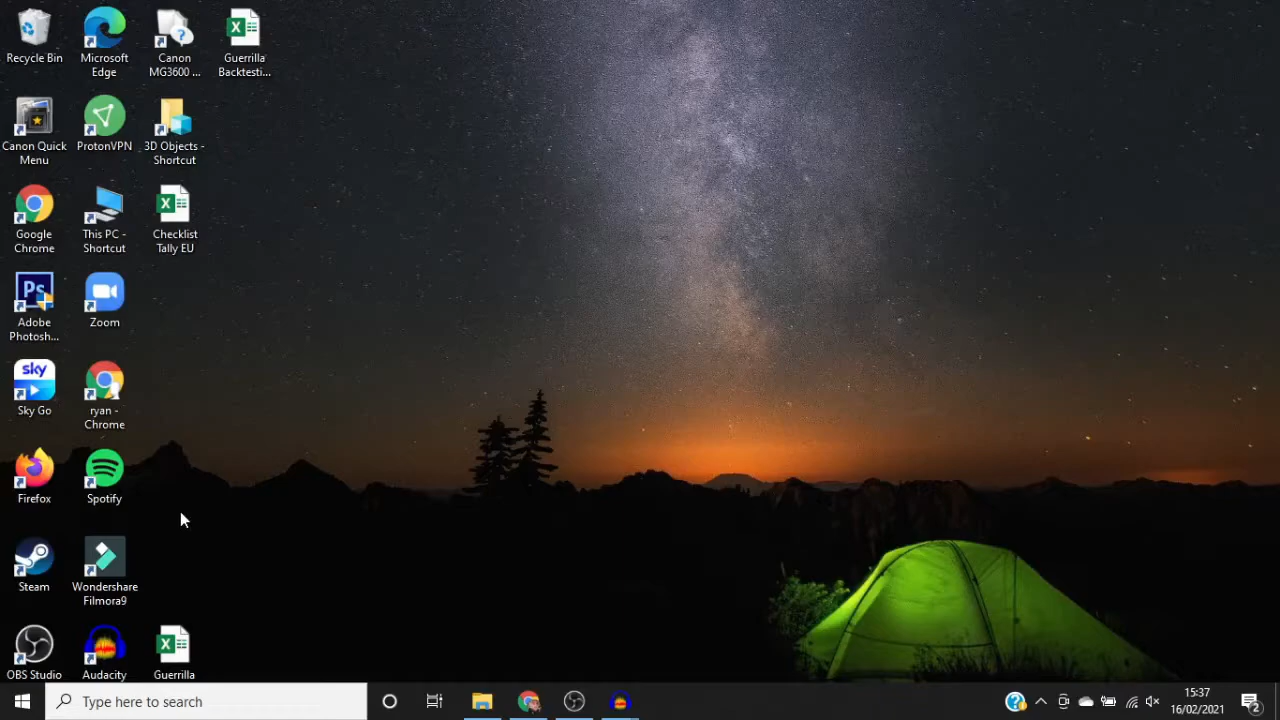 Recycle Bin
Microsoft
Edge
Canon
MG3600 ...
Guerrilla
Backtesti...
Canon Quick
Menu
ProtonVPN
3D Objects -
Shortcut
Google
Chrome
This PC -
Shortcut
Checklist
Tally EU
Ps
Adobe
Photosh...
Zoom
sky
Sky Go
ryan -
Chrome
Firefox
Spotify
Steam
Wondershare
Filmora9
OBS Studio
Audacity
Guerrilla
Type here to search
15:37
16/02/2021
2